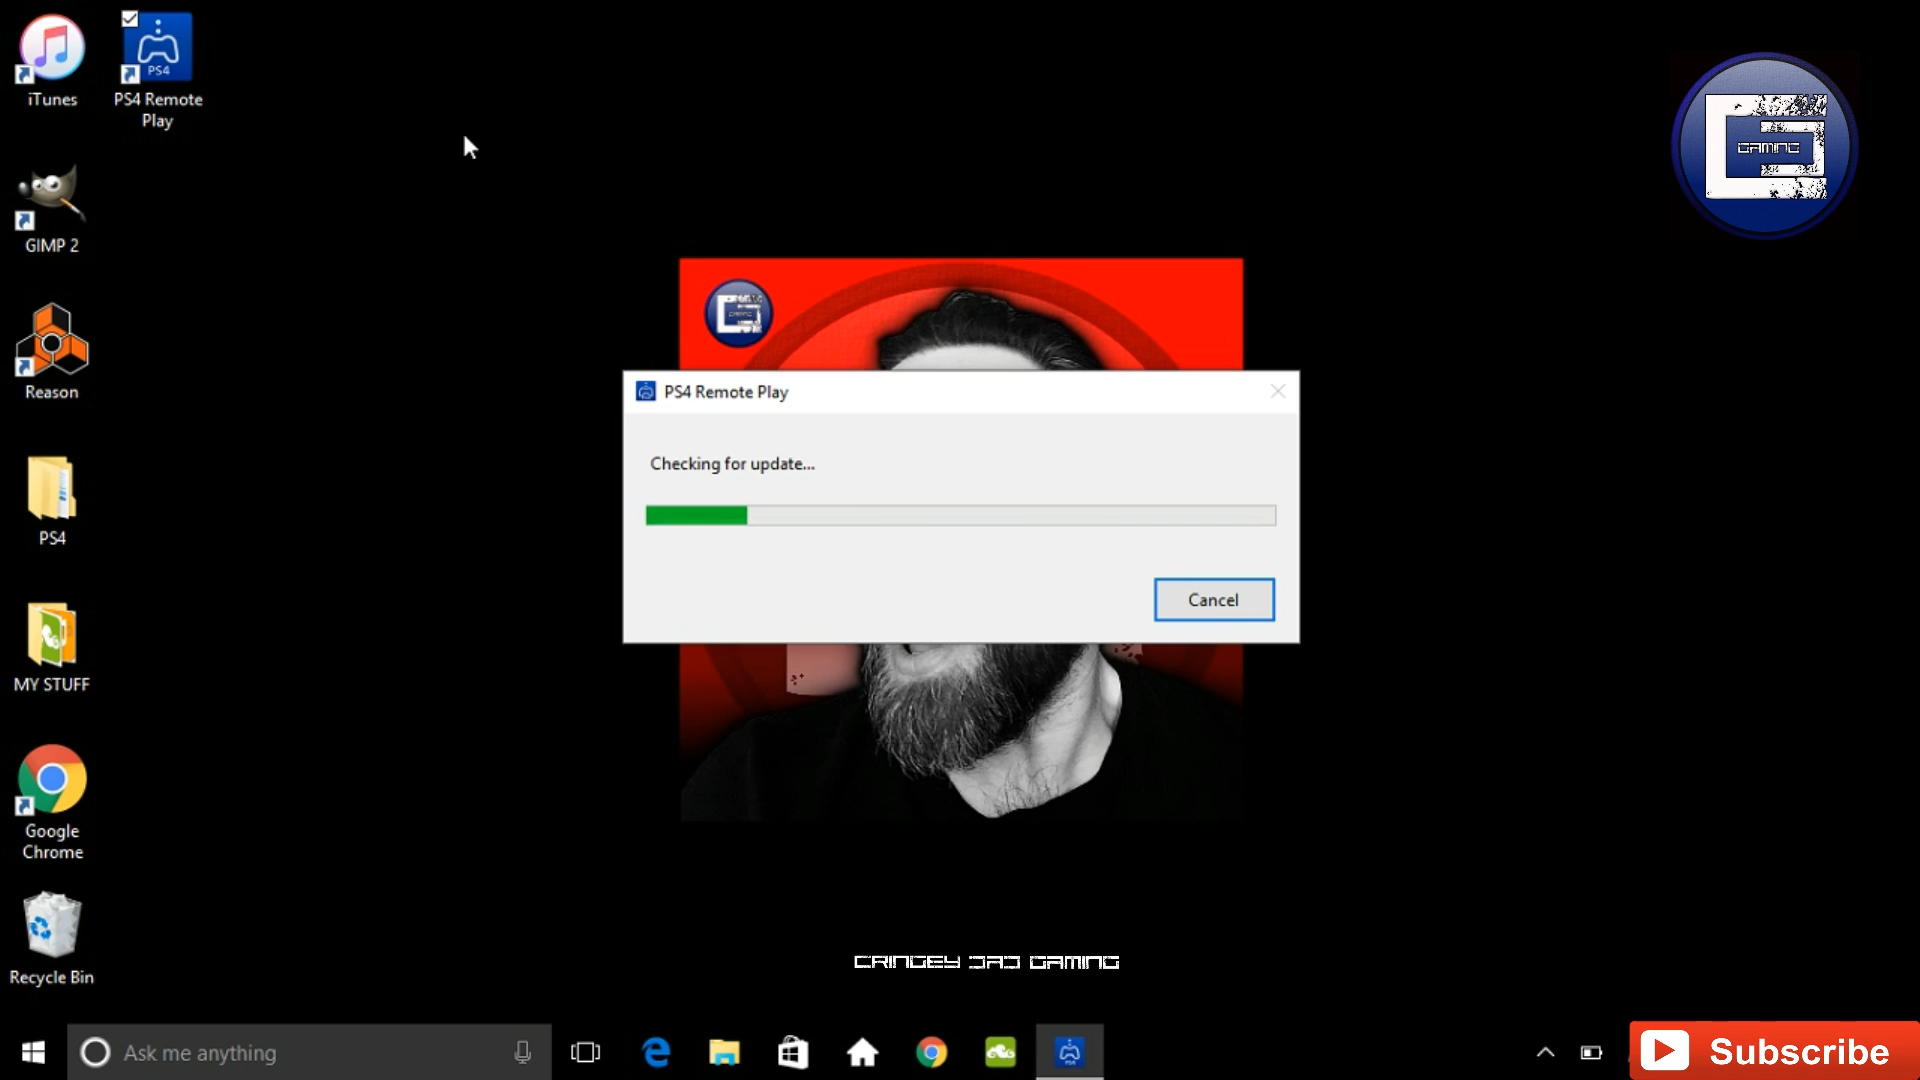 iTunes
PS4
PS4 Remote
Play
GAMING
GIMP 2
Reason
PS4 Remote Play
Checking for update...
Cancel
PS4
MY STUFF
Google
Chrome
Recycle Bin
CRINGEY DAD GAMING
Ask me anything
Subscribe